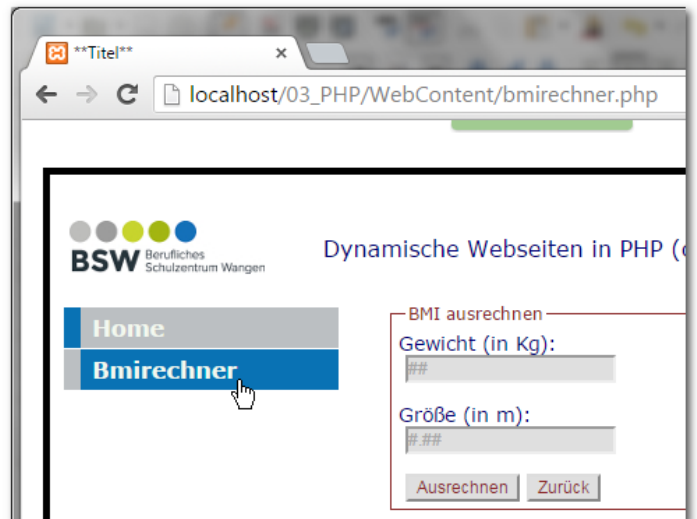 **Titel**
localhost/03_PHP/WebContent/bmirechner.php
BSW Berufliches
Schulzentrum Wangen
Dynamische Webseiten in PHP (
Home
Bmirechner
BMI ausrechnen
Gewicht (in Kg):
##
Größe (in m):
#.##
Ausrechnen Zurück